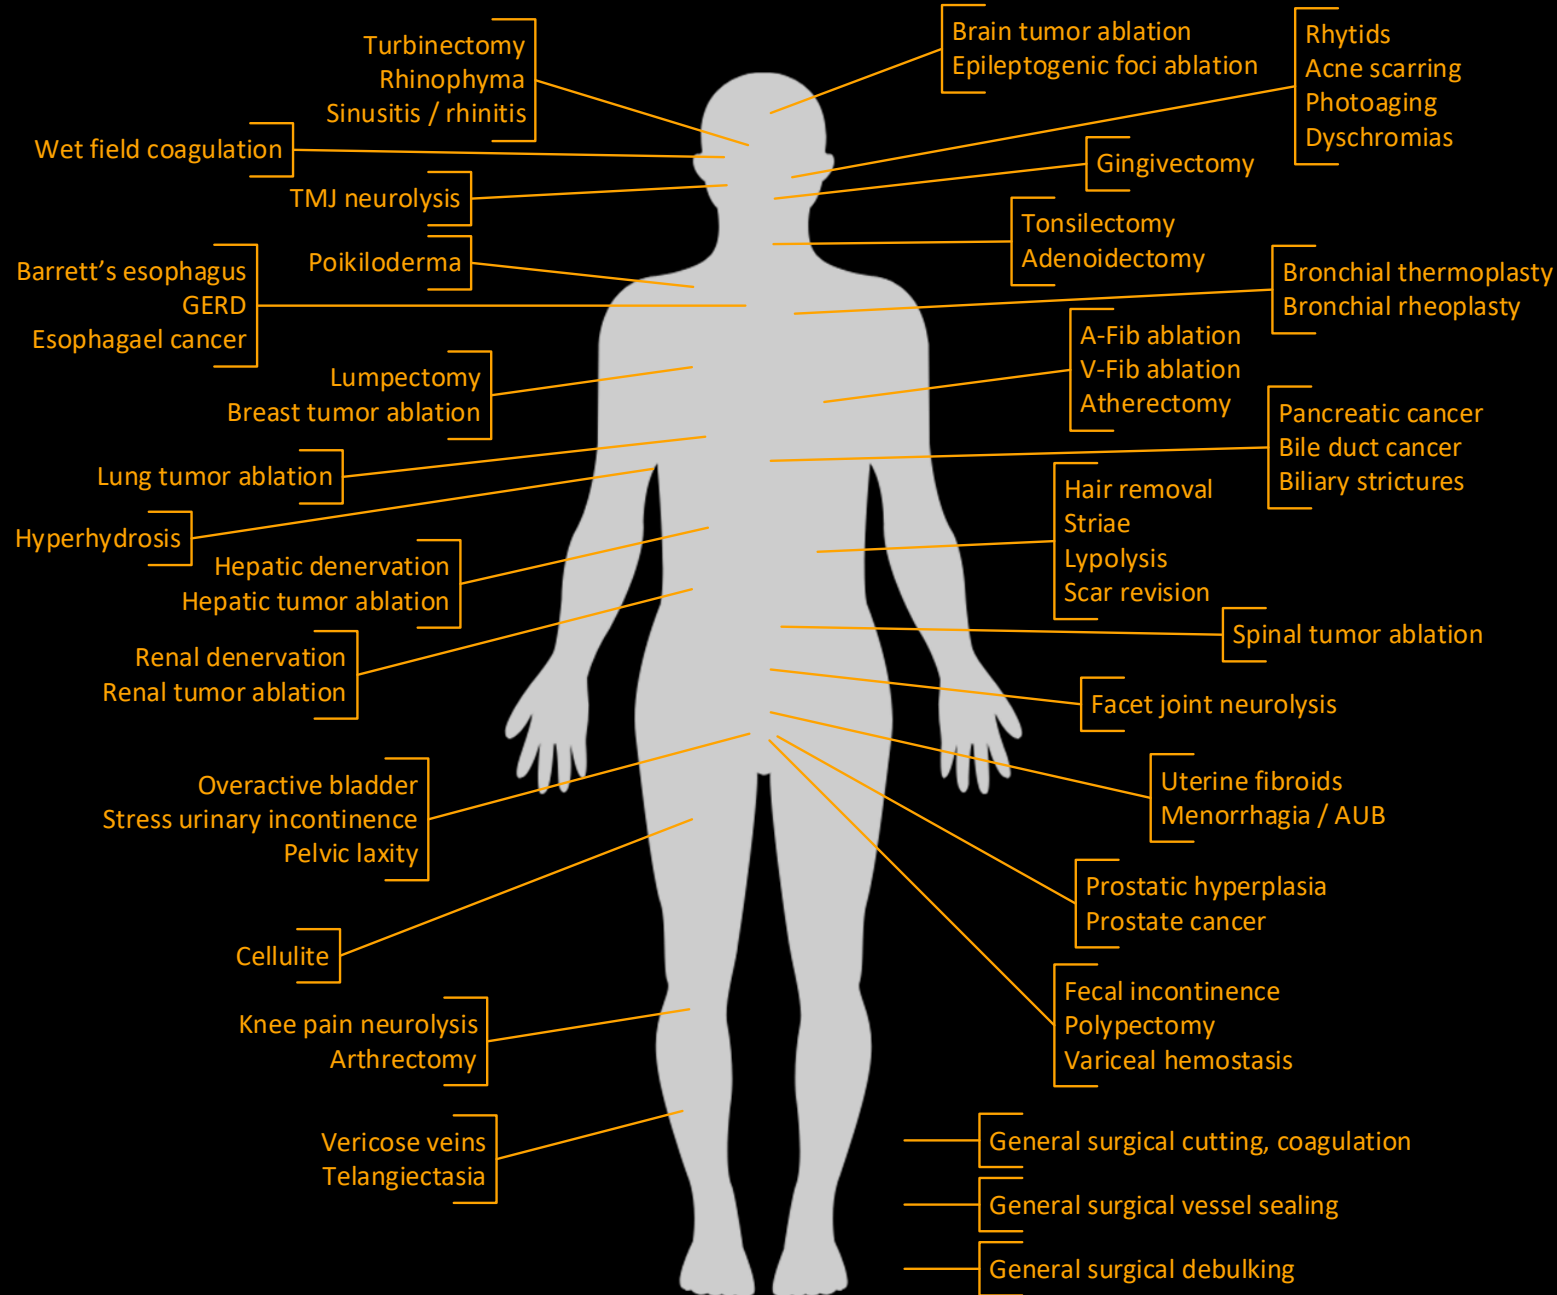 Turbinectomy
Rhinophyma
Sinusitis / rhinitis
Brain tumor ablation
Epileptogenic foci ablation
Rhytids
Acne scarring
Photoaging
Dyschromias
Wet field coagulation
Gingivectomy
TMJ neurolysis
Tonsilectomy
Adenoidectomy
Poikiloderma
Barrett’s esophagus
GERD
Esophagael cancer
Bronchial thermoplasty
Bronchial rheoplasty
A-Fib ablation
V-Fib ablation
Atherectomy
Lumpectomy
Breast tumor ablation
Pancreatic cancer
Bile duct cancer
Biliary strictures
Lung tumor ablation
Hair removal
Striae
Lypolysis
Scar revision
Hyperhydrosis
Hepatic denervation
Hepatic tumor ablation
Spinal tumor ablation
Renal denervation
Renal tumor ablation
Facet joint neurolysis
Overactive bladder
Stress urinary incontinence
Pelvic laxity
Uterine fibroids
Menorrhagia / AUB
Prostatic hyperplasia
Prostate cancer
Cellulite
Fecal incontinence
Polypectomy
Variceal hemostasis
Knee pain neurolysis
Arthrectomy
Vericose veins
Telangiectasia
General surgical cutting, coagulation
General surgical vessel sealing
General surgical debulking